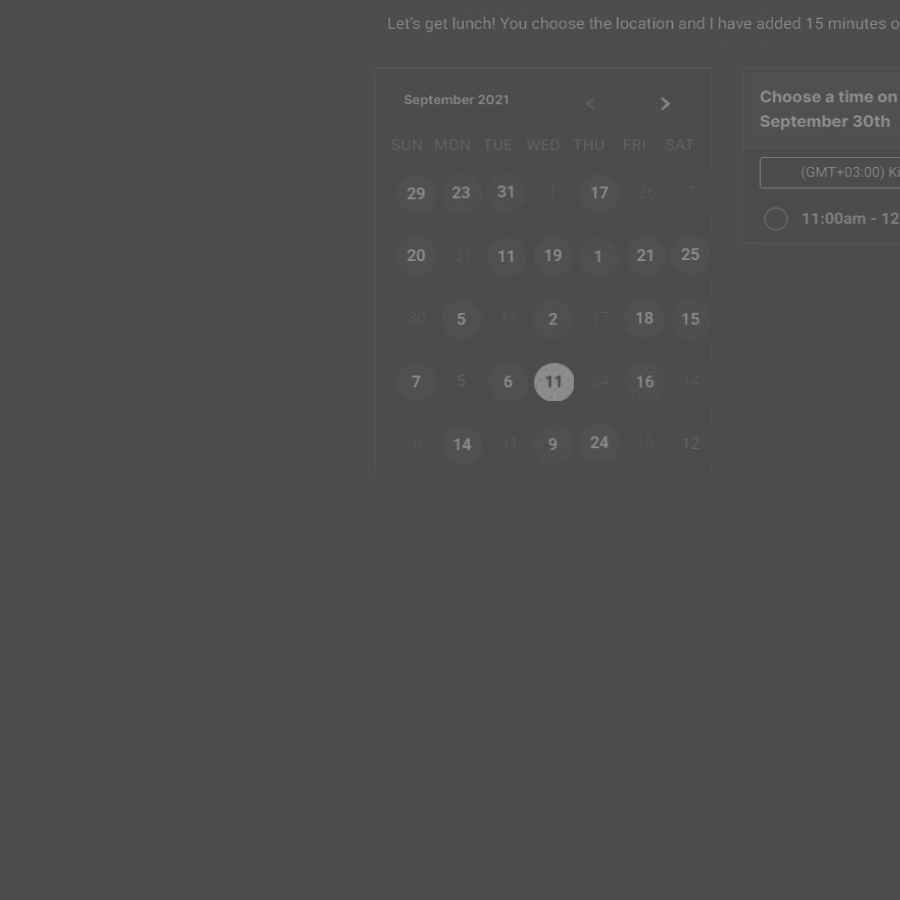 Let's get lunch! You choose the location and I have added 15 minutes o
September 2021
SUN MON TUE WED THU FRI SAT
29 23 31 1 17 26 7
20 31 11 19 1 21 25
30 5 11 2 17 18 15
7 5 6 11 24 16 14
6 14 31 9 24 15 12
Choose a time on
September 30th
(GMT+03:00) Ki
11:00am - 12